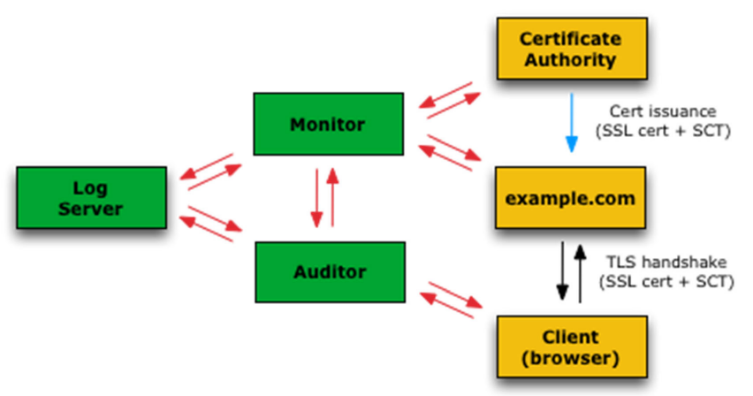 Certificate
Authority
Monitor
Cert issuance
(SSL cert + SCT)
Log
Server
example.com
Auditor
TLS handshake
(SSL cert + SCT)
Client
(browser)